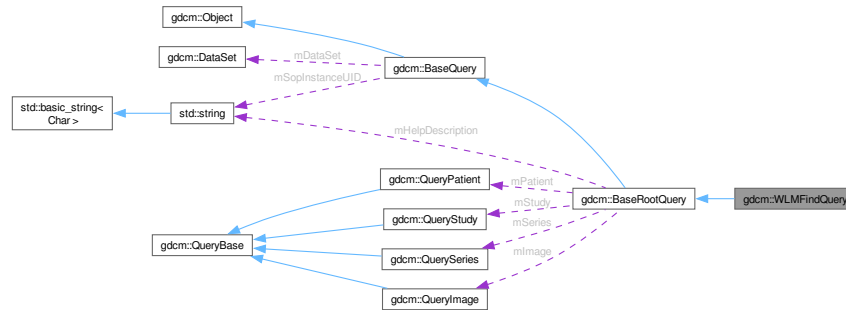 gdcm::Object
gdcm::DataSet
mDataSet
gdcm::BaseQuery
mSopInstanceUID
std::basic_string<
Char >
std::string
mHelpDescription
gdcm::QueryPatient
mPatient
gdcm::BaseRootQuery
gdcm::WLMFindQuery
mStudy
gdcm::QueryStudy
mSeries
gdcm::QueryBase
gdcm::QuerySeries
mImage
gdcm::QueryImage